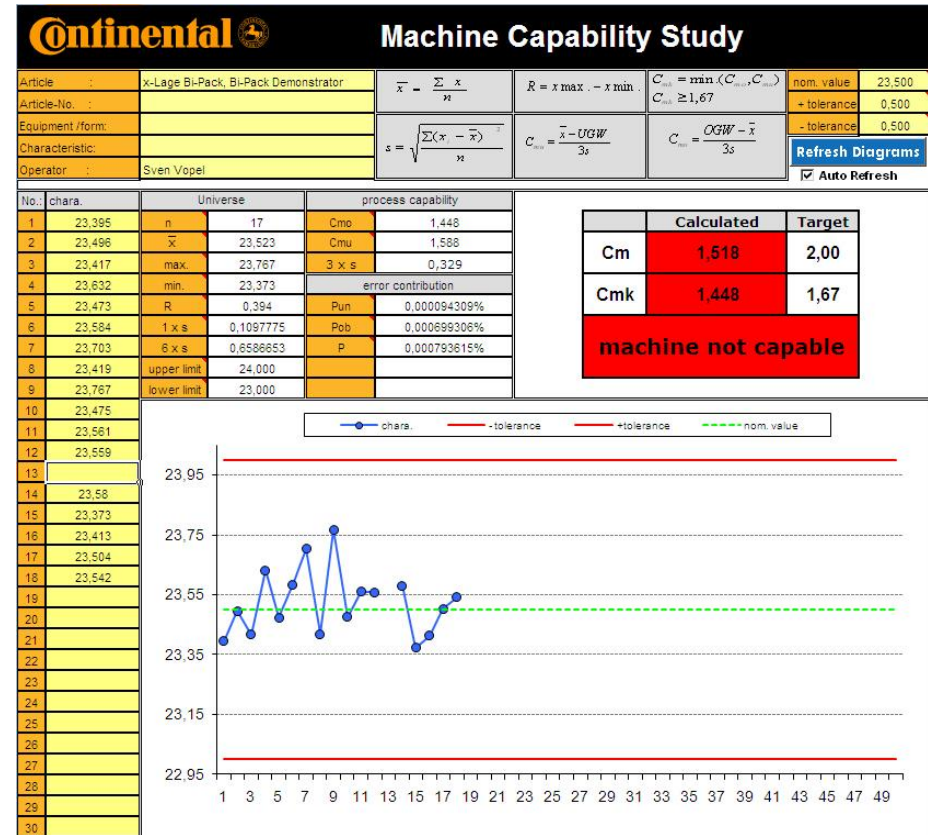 Continental Machine Capability Study
Article : x-Lage Bi-Pack, Bi-Pack Demonstrator
Article-No. :
Equipment /form:
Characteristic:
Operator : Sven Vopel
x̄ = Σ x / n
R = x max . − x min .
C mk = min .(C mo , C mu )
C mk ≥ 1,67
s = √ Σ(x i − x̄) ² / n
C mu = x̄ − UGW / 3s
C mo = OGW − x̄ / 3s
nom. value 23,500
+ tolerance 0,500
- tolerance 0,500
Refresh Diagrams
Auto Refresh
No.: chara.
1 23,395
2 23,496
3 23,417
4 23,632
5 23,473
6 23,584
7 23,703
8 23,419
9 23,767
10 23,475
11 23,561
12 23,559
13
14 23,58
15 23,373
16 23,413
17 23,504
18 23,542
19
20
21
22
23
24
25
26
27
28
29
30
Universe
n 17
x̄ 23,523
max. 23,767
min. 23,373
R 0,394
1 x s 0,1097775
6 x s 0,6586653
upper limit 24,000
lower limit 23,000
process capability
Cmo 1,448
Cmu 1,588
3 x s 0,329
error contribution
Pun 0,000094309%
Pob 0,000699306%
P 0,000793615%
Calculated Target
Cm 1,518 2,00
Cmk 1,448 1,67
machine not capable
chara. - tolerance +tolerance nom. value
23,95
23,75
23,55
23,35
23,15
22,95
1 3 5 7 9 11 13 15 17 19 21 23 25 27 29 31 33 35 37 39 41 43 45 47 49